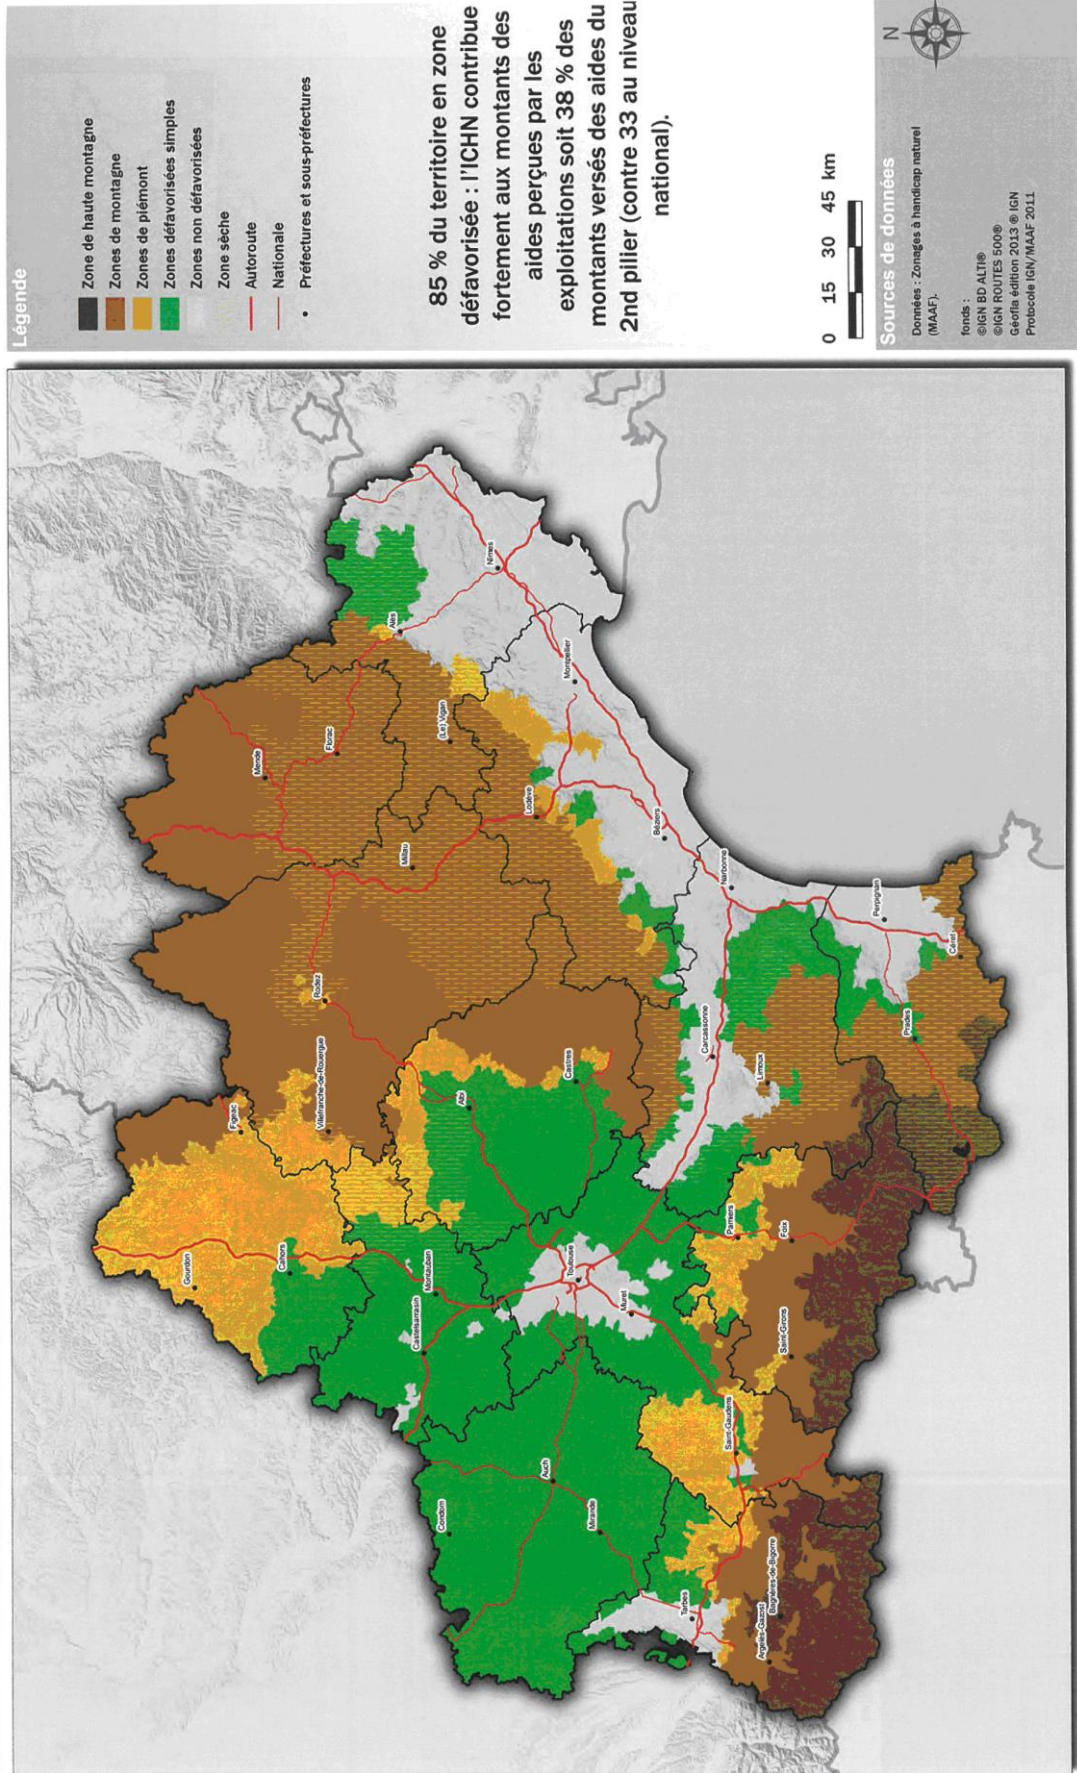 Légende
Zone de haute montagne
Zones de montagne
Zones de piémont
Zones défavorisées simples
Zones non défavorisées
Zone sèche
Autoroute
Nationale
Préfectures et sous-préfectures
85 % du territoire en zone
défavorisée : l'ICHN contribue
fortement aux montants des
aides perçues par les
exploitations soit 38 % des
montants versés des aides du
2nd pilier (contre 33 au niveau
national).
0 15 30 45 km
Sources de données
N
Données : Zonages à handicap naturel
(MAAF).
fonds :
©IGN BD ALTI®
©IGN ROUTES 500®
Géofla édition 2013 ® IGN
Protocole IGN/MAAF 2011
Gourdon
Figeac
Cahors
Villefranche-de-Rouergue
Rodez
Mende
Florac
Millau
(Le) Vigan
Alès
Nîmes
Montauban
Castelsarrasin
Condom
Albi
Castres
Lodève
Montpellier
Auch
Toulouse
Mirande
Muret
Béziers
Tarbes
Saint-Gaudens
Pamiers
Carcassonne
Narbonne
Argelès-Gazost
Bagnères-de-Bigorre
Saint-Girons
Foix
Limoux
Perpignan
Prades
Céret